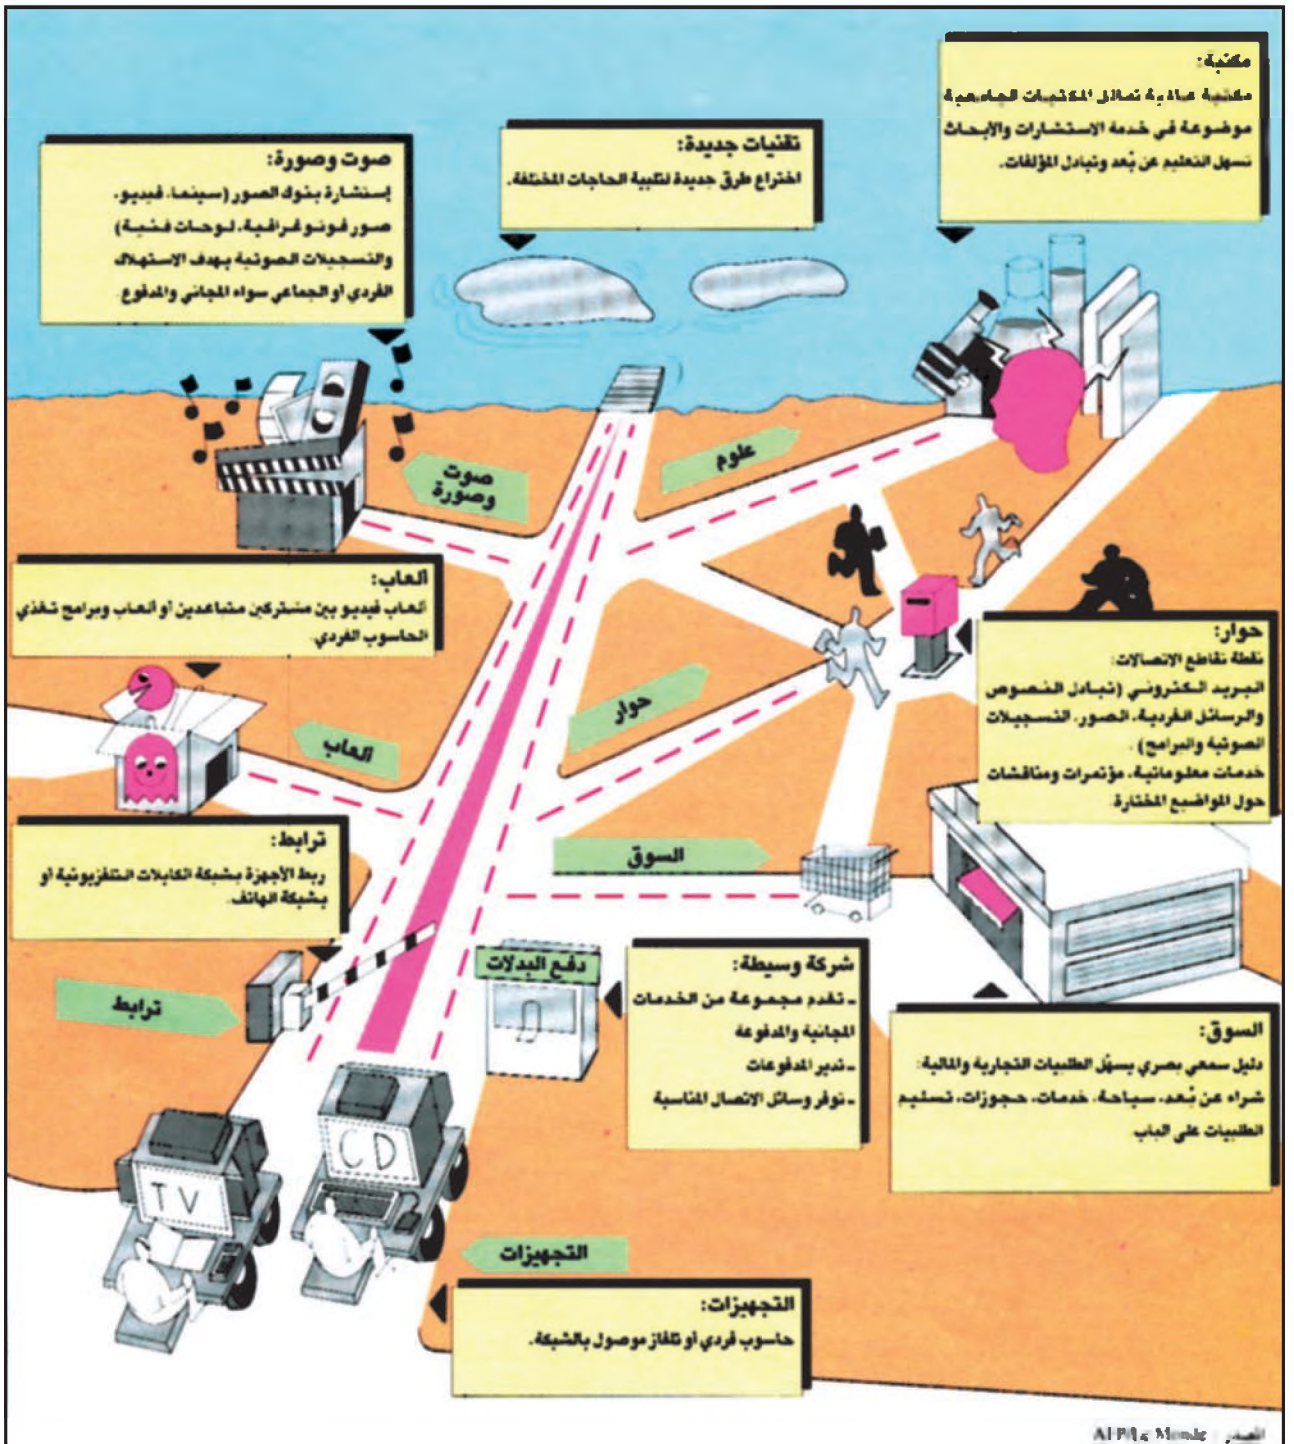 مكتبة:
مكتبة عالمية تماثل المكتبات الجامعية
موضوعة في خدمة الاستشارات والأبحاث
تسهل التعليم عن بُعد وتبادل المؤلفات.
تقنيات جديدة:
اختراع طرق جديدة لتلبية الحاجات المختلفة.
صوت وصورة:
إستشارة بنوك الصور (سينما، فيديو،
صور فوتوغرافية، لوحات فنية)
والتسجيلات الصوتية بهدف الاستهلاك
الفردي أو الجماعي سواء المجاني والمدفوع.
علوم
صوت
وصورة
ألعاب:
ألعاب فيديو بين مشتركين متباعدين أو ألعاب وبرامج تغذي
الحاسوب الفردي.
حوار:
نقطة تقاطع الاتصالات:
البريد الكتروني (تبادل النصوص
والرسائل الفردية، الصور، التسجيلات
الصوتية والبرامج).
خدمات معلوماتية، مؤتمرات ومناقشات
حول المواضيع المختارة.
حوار
ألعاب
ترابط:
ربط الأجهزة بشبكة الكابلات التلفزيونية أو
بشبكة الهاتف.
السوق
دفع البدلات
شركة وسيطة:
- تقدم مجموعة من الخدمات
المجانية والمدفوعة
- تدير المدفوعات
- توفر وسائل الاتصال المناسبة
ترابط
السوق:
دليل سمعي بصري يسهّل الطلبيات التجارية والمالية:
شراء عن بُعد، سياحة، خدمات، حجوزات، تسليم
الطلبيات على الباب.
CD
TV
التجهيزات
التجهيزات:
حاسوب فردي أو تلفاز موصول بالشبكة.
المصدر: